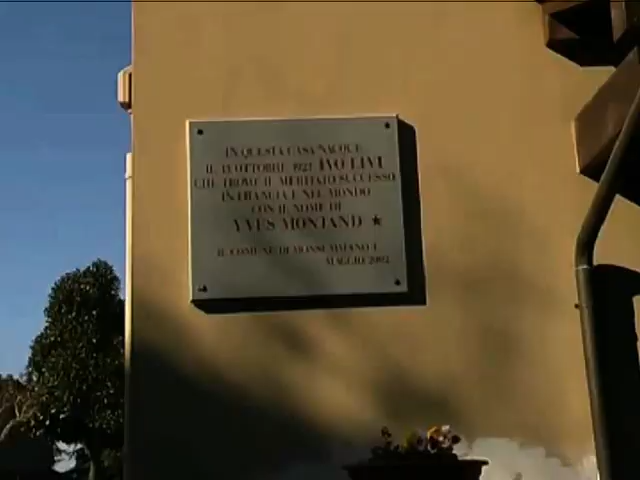 IN QUESTA CASA NACQUE
IL 13 OTTOBRE 1921 IVO LIVI
CHE TROVÒ IL MERITATO SUCCESSO
IN FRANCIA E NEL MONDO
CON IL NOME DI
YVES MONTAND
IL COMUNE DI MONSUMMANO T.
MAGGIO 2002